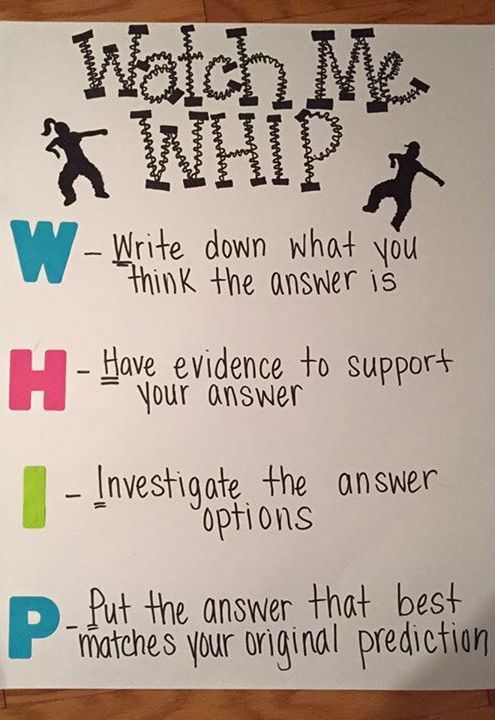 Watch Me
WHIP
W - Write down what you
think the answer is
H - Have evidence to support
your answer
I - Investigate the answer
options
P - Put the answer that best
matches your original prediction